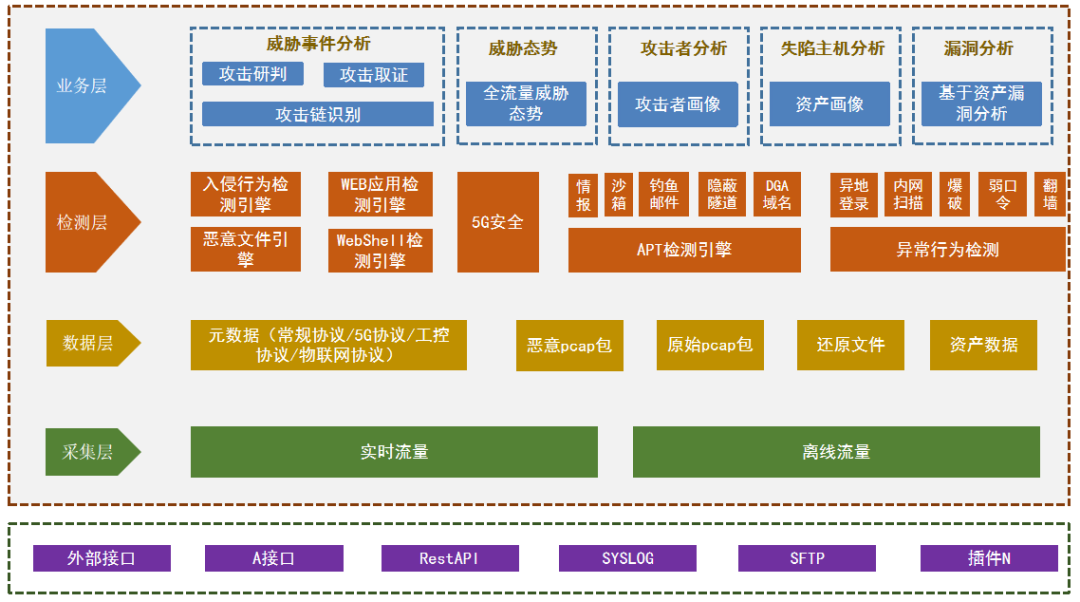 业务层
威胁事件分析
攻击研判
攻击取证
攻击链识别
威胁态势
全流量威胁
态势
攻击者分析
攻击者画像
失陷主机分析
资产画像
漏洞分析
基于资产漏
洞分析
检测层
入侵行为检
测引擎
WEB应用检
测引擎
恶意文件引
擎
WebShell检
测引擎
5G安全
情
报
沙
箱
钓鱼
邮件
隐蔽
隧道
DGA
域名
APT检测引擎
异地
登录
内网
扫描
爆
破
弱口
令
翻
墙
异常行为检测
数据层
元数据（常规协议/5G协议/工控
协议/物联网协议）
恶意pcap包
原始pcap包
还原文件
资产数据
采集层
实时流量
离线流量
外部接口
A接口
RestAPI
SYSLOG
SFTP
插件N